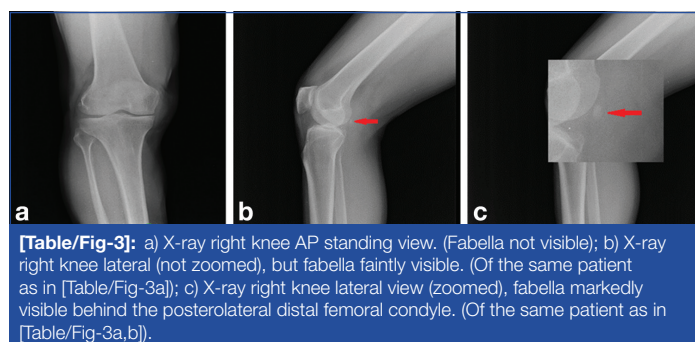 a
b
c
[Table/Fig-3]: a) X-ray right knee AP standing view. (Fabella not visible); b) X-ray
right knee lateral (not zoomed), but fabella faintly visible. (Of the same patient
as in [Table/Fig-3a]); c) X-ray right knee lateral view (zoomed), fabella markedly
visible behind the posterolateral distal femoral condyle. (Of the same patient as in
[Table/Fig-3a,b]).